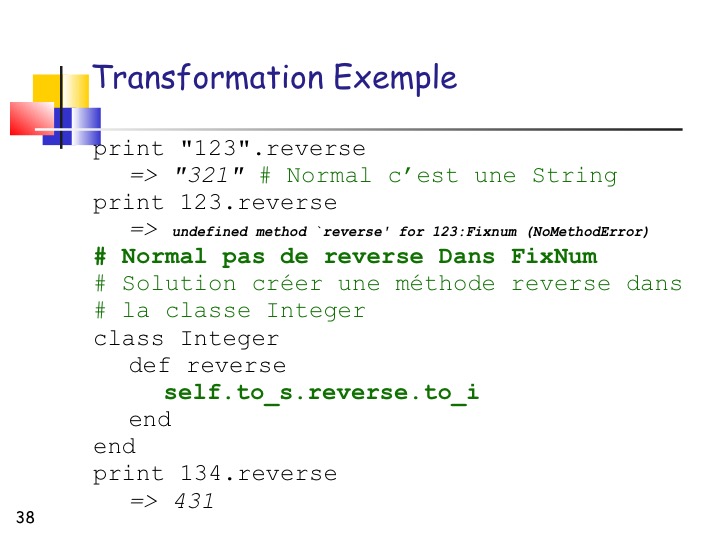 Transformation Exemple
print "123".reverse
=> "321" # Normal c’est une String
print 123.reverse
=> undefined method `reverse' for 123:Fixnum (NoMethodError)
# Normal pas de reverse Dans FixNum
# Solution créer une méthode reverse dans
# la classe Integer
class Integer
def reverse
self.to_s.reverse.to_i
end
end
print 134.reverse
=> 431
38